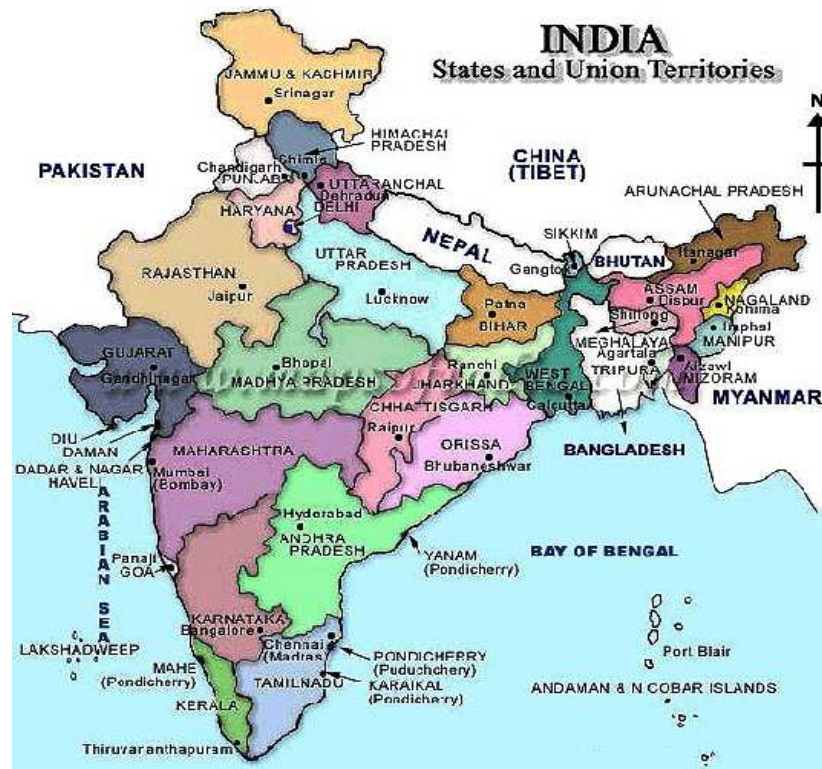 INDIA
States and Union Territories
N
JAMMU & KASHMIR
Srinagar
HIMACHAL
PRADESH
PAKISTAN
Chandigarh
PUNJAB
Shimla
CHINA
(TIBET)
UTTARANCHAL
Dehradun
ARUNACHAL PRADESH
HARYANA
DELHI
NEPAL
SIKKIM
Gangtok
BHUTAN
Itanagar
RAJASTHAN
Jaipur
UTTAR
PRADESH
Lucknow
ASSAM
Dispur
NAGALAND
Kohima
Patna
BIHAR
Shillong
MEGHALAYA
Imphal
MANIPUR
GUJARAT
Gandhinagar
Bhopal
MADHYA PRADESH
Ranchi
JHARKHAND
WEST
BENGAL
Calcutta
Agartala
TRIPURA
Aizawl
MIZORAM
MYANMAR
CHHATTISGARH
Raipur
DIU
DAMAN
DADAR & NAGAR
HAVELI
MAHARASHTRA
Mumbai
(Bombay)
ORISSA
Bhubaneshwar
BANGLADESH
ARABIAN SEA
Hyderabad
ANDHRA
PRADESH
YANAM
(Pondicherry)
BAY OF BENGAL
Panaji
GOA
KARNATAKA
Bangalore
Chennai
(Madras)
LAKSHADWEEP
MAHE
(Pondicherry)
PONDICHERRY
(Puduchery)
KARAIKAL
(Pondicherry)
TAMILNADU
KERALA
Thiruvananthapuram
Port Blair
ANDAMAN & NICOBAR ISLANDS